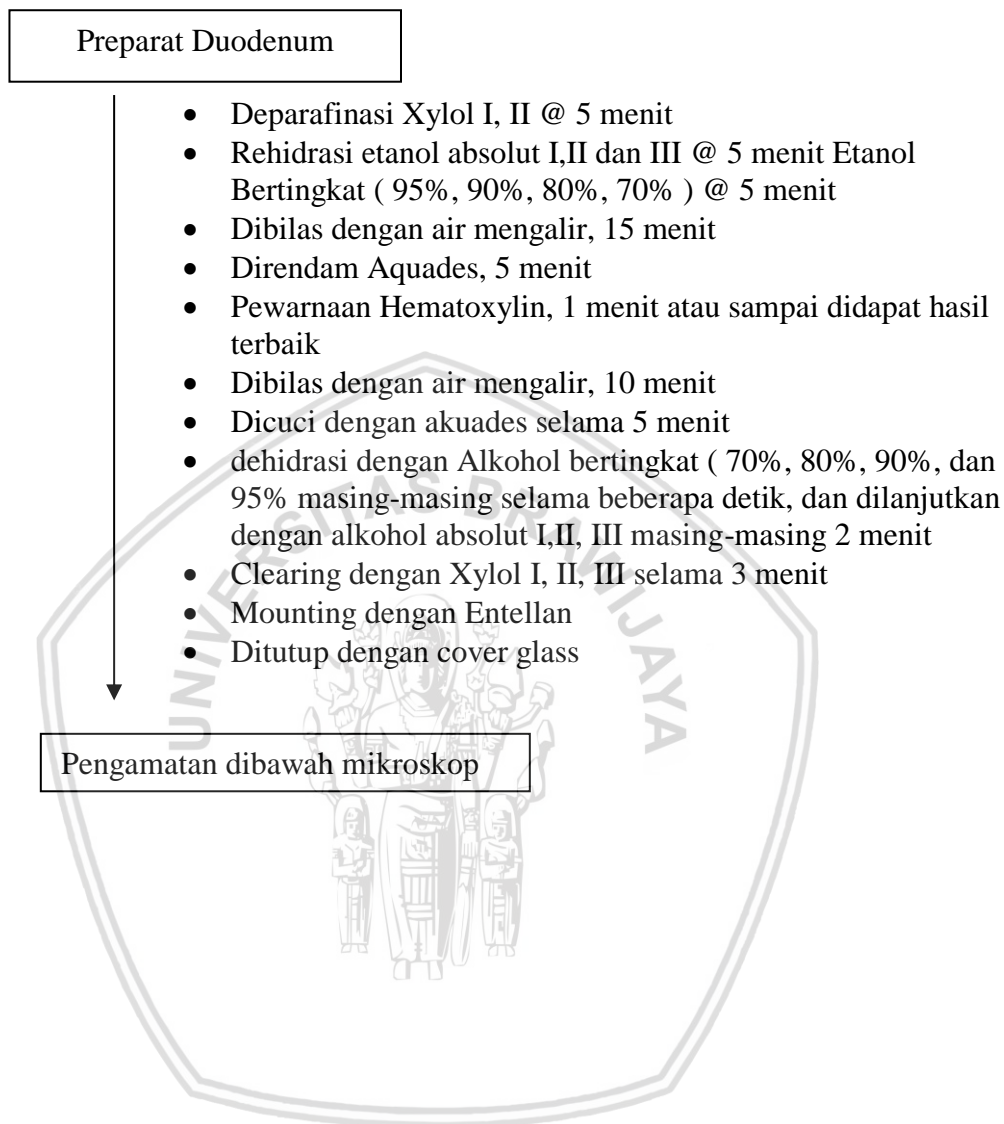 Preparat Duodenum
• Deparafinasi Xylol I, II @ 5 menit
• Rehidrasi etanol absolut I,II dan III @ 5 menit Etanol
Bertingkat ( 95%, 90%, 80%, 70% ) @ 5 menit
• Dibilas dengan air mengalir, 15 menit
• Direndam Aquades, 5 menit
• Pewarnaan Hematoxylin, 1 menit atau sampai didapat hasil
terbaik
• Dibilas dengan air mengalir, 10 menit
• Dicuci dengan akuades selama 5 menit
• dehidrasi dengan Alkohol bertingkat ( 70%, 80%, 90%, dan
95% masing-masing selama beberapa detik, dan dilanjutkan
dengan alkohol absolut I,II, III masing-masing 2 menit
• Clearing dengan Xylol I, II, III selama 3 menit
• Mounting dengan Entellan
• Ditutup dengan cover glass
Pengamatan dibawah mikroskop
UNIVERSITAS BRAWIJAYA